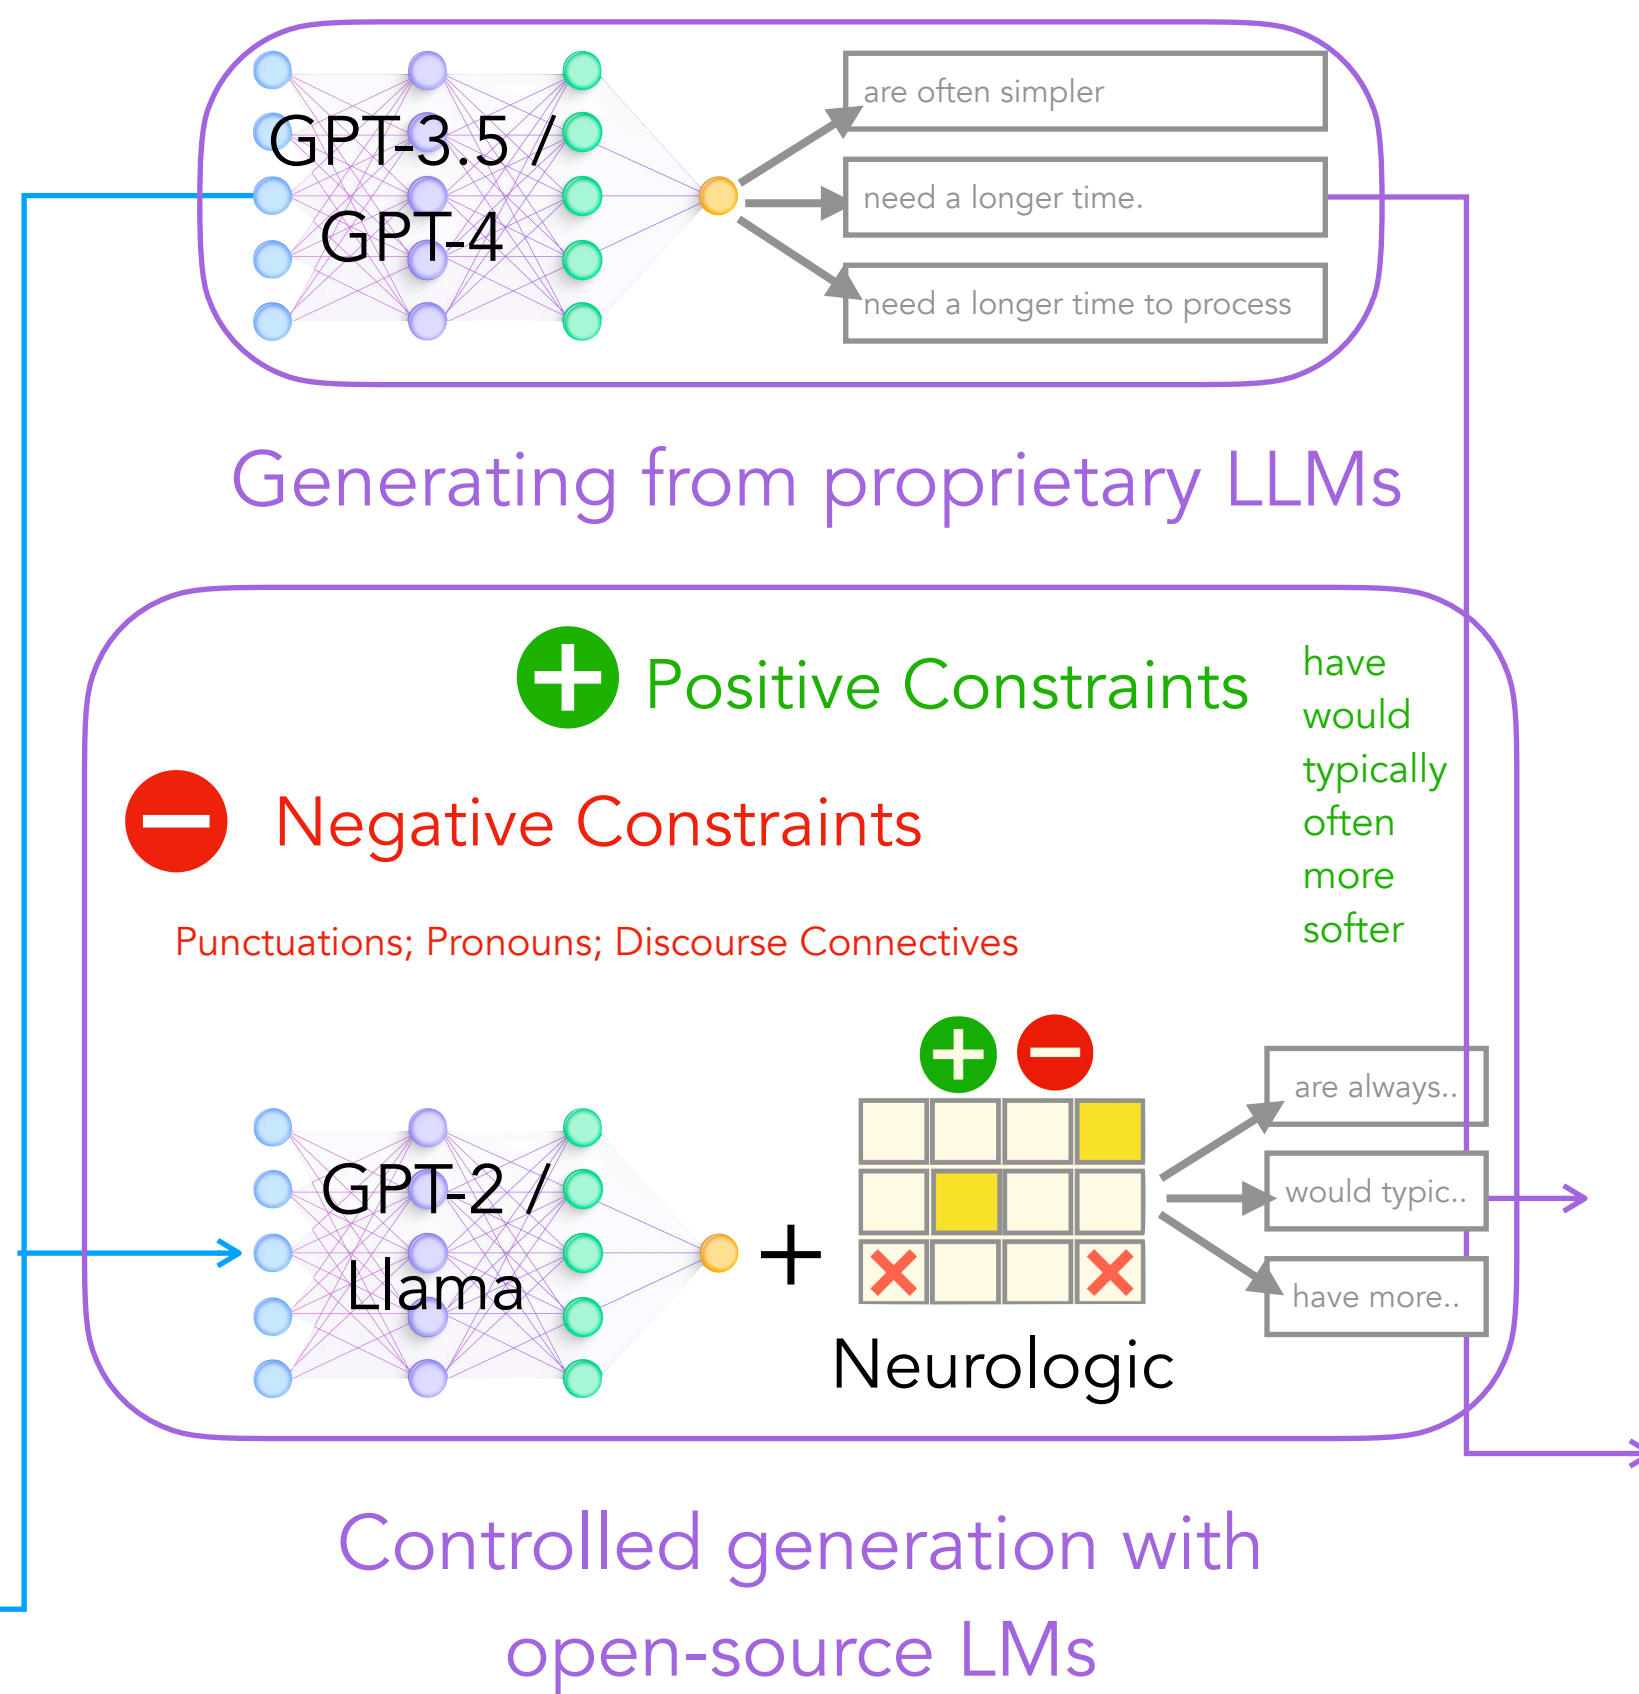 GPT-3.5 /
GPT-4
are often simpler
need a longer time.
need a longer time to process
Generating from proprietary LLMs
Positive Constraints
have
would
typically
often
more
softer
Negative Constraints
Punctuations; Pronouns; Discourse Connectives
GPT-2 /
Llama
+
Neurologic
are always..
would typic..
have more..
Controlled generation with
open-source LMs